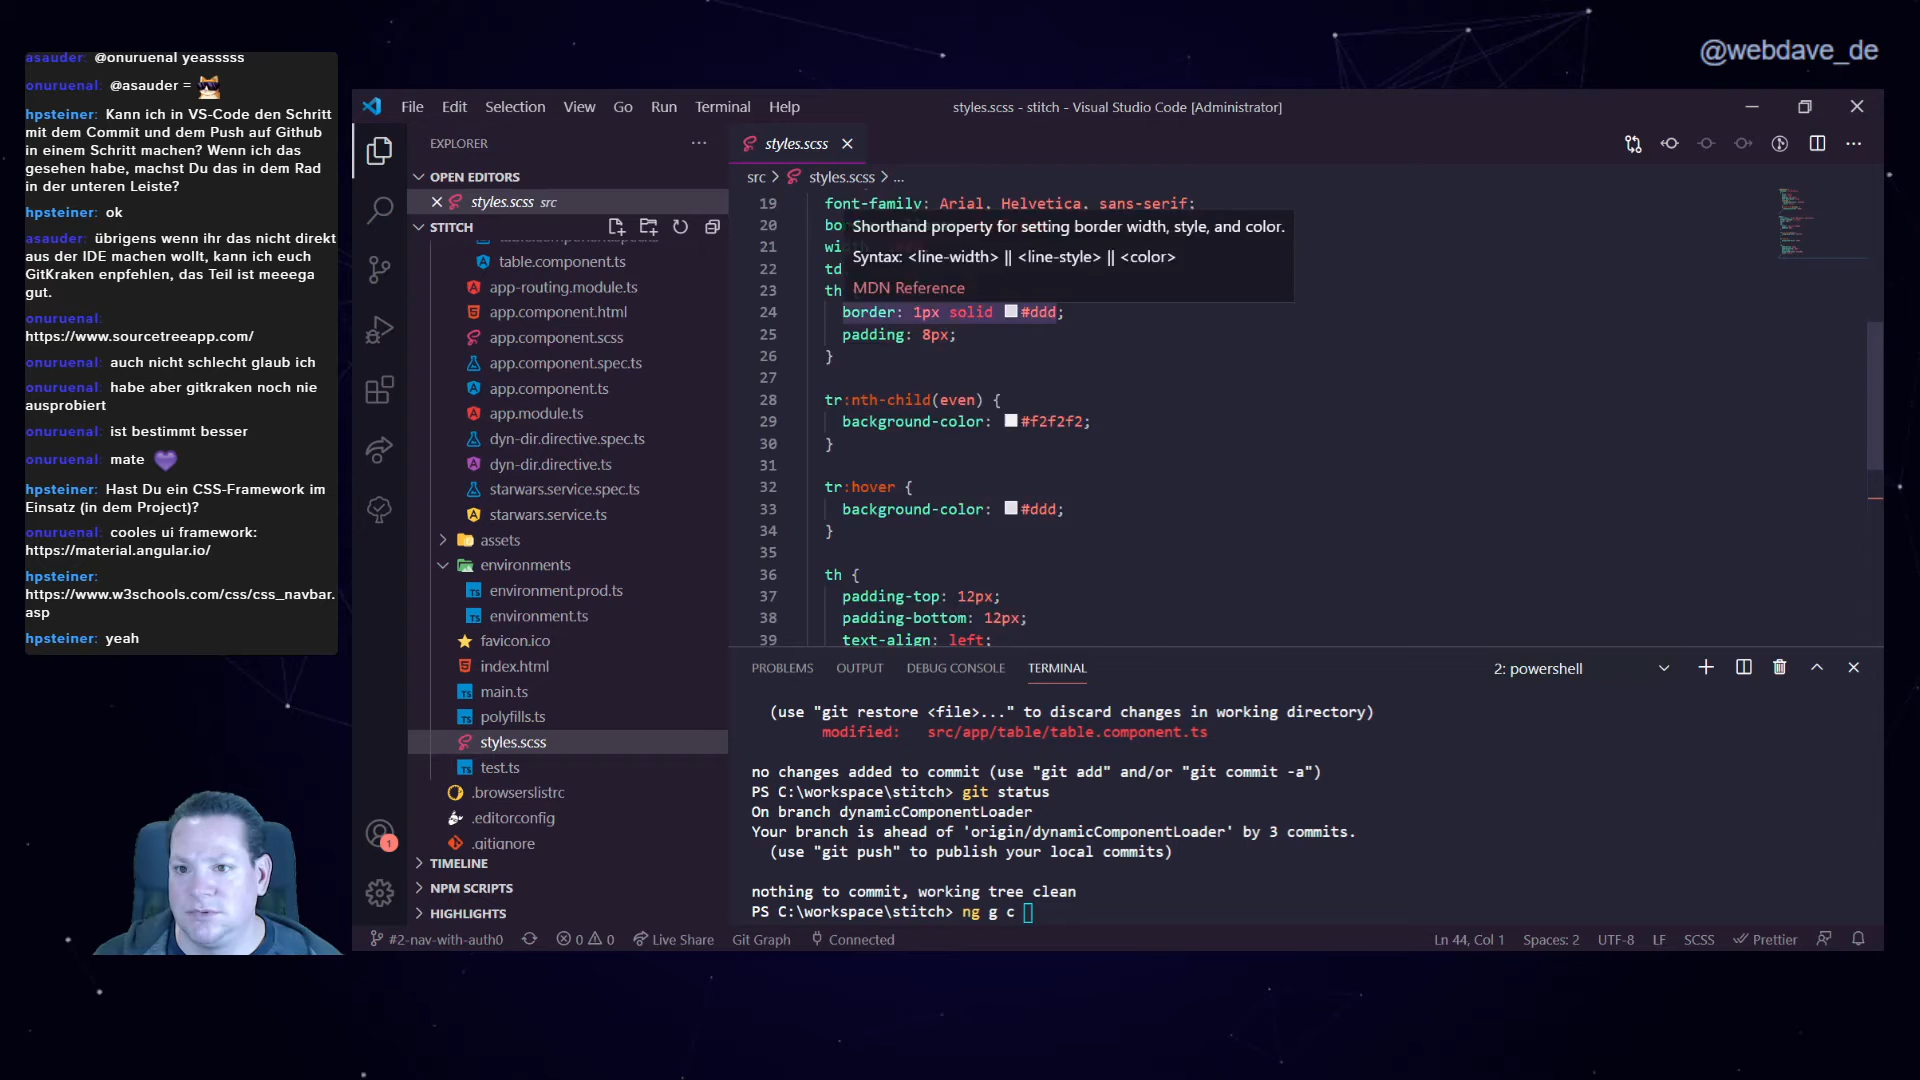 @webdave_de
asauder: @onuruenal yeasssss
onuruenal: @asauder =
hpsteiner: Kann ich in VS-Code den Schritt
mit dem Commit und dem Push auf Github
in einem Schritt machen? Wenn ich das
gesehen habe, machst Du das in dem Rad
in der unteren Leiste?
hpsteiner: ok
asauder: übrigens wenn ihr das nicht direkt
aus der IDE machen wollt, kann ich euch
GitKraken enpfehlen, das Teil ist meeega
gut.
onuruenal:
https://www.sourcetreeapp.com/
onuruenal: auch nicht schlecht glaub ich
onuruenal: habe aber gitkraken noch nie
ausprobiert
onuruenal: ist bestimmt besser
onuruenal: mate
hpsteiner: Hast Du ein CSS-Framework im
Einsatz (in dem Project)?
onuruenal: cooles ui framework:
https://material.angular.io/
hpsteiner:
https://www.w3schools.com/css/css_navbar.
asp
hpsteiner: yeah
File Edit Selection View Go Run Terminal Help
styles.scss - stitch - Visual Studio Code [Administrator]
EXPLORER
OPEN EDITORS
styles.scss src
STITCH
table.component.ts
app-routing.module.ts
app.component.html
app.component.scss
app.component.spec.ts
app.component.ts
app.module.ts
dyn-dir.directive.spec.ts
dyn-dir.directive.ts
starwars.service.spec.ts
starwars.service.ts
assets
environments
environment.prod.ts
environment.ts
favicon.ico
index.html
main.ts
polyfills.ts
styles.scss
test.ts
.browserslistrc
.editorconfig
.gitignore
TIMELINE
NPM SCRIPTS
HIGHLIGHTS
1
styles.scss
src > styles.scss > ...
19 font-family: Arial, Helvetica, sans-serif;
20 bo
21 wi
22 td
23 th
Shorthand property for setting border width, style, and color.
Syntax: <line-width> || <line-style> || <color>
MDN Reference
24 border: 1px solid #ddd;
25 padding: 8px;
26 }
27
28 tr:nth-child(even) {
29 background-color: #f2f2f2;
30 }
31
32 tr:hover {
33 background-color: #ddd;
34 }
35
36 th {
37 padding-top: 12px;
38 padding-bottom: 12px;
39 text-align: left;
PROBLEMS OUTPUT DEBUG CONSOLE TERMINAL
2: powershell
(use "git restore <file>..." to discard changes in working directory)
modified: src/app/table/table.component.ts
no changes added to commit (use "git add" and/or "git commit -a")
PS C:\workspace\stitch> git status
On branch dynamicComponentLoader
Your branch is ahead of 'origin/dynamicComponentLoader' by 3 commits.
(use "git push" to publish your local commits)
nothing to commit, working tree clean
PS C:\workspace\stitch> ng g c
#2-nav-with-auth0 0 0 Live Share Git Graph Connected
Ln 44, Col 1 Spaces: 2 UTF-8 LF SCSS Prettier